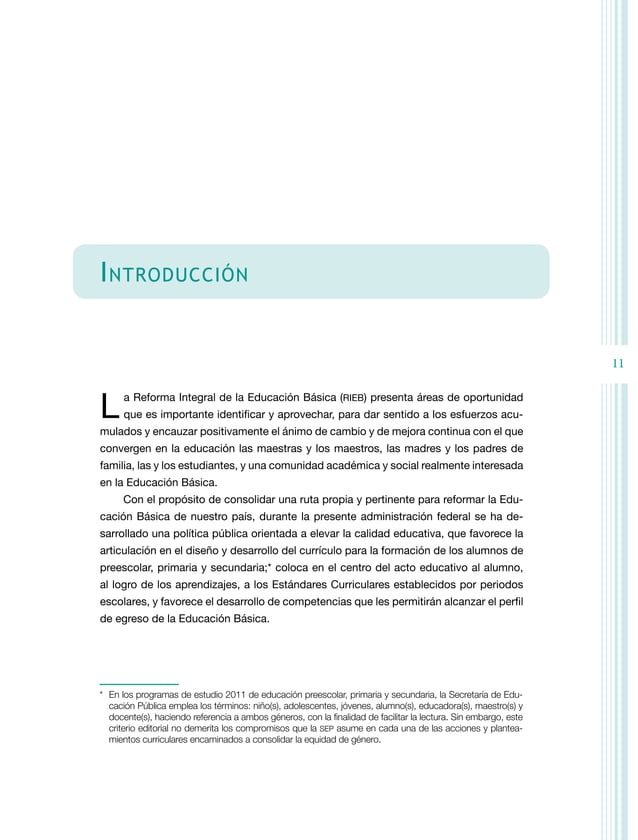 INTRODUCCIÓN
11
La Reforma Integral de la Educación Básica (RIEB) presenta áreas de oportunidad
que es importante identificar y aprovechar, para dar sentido a los esfuerzos acu-
mulados y encauzar positivamente el ánimo de cambio y de mejora continua con el que
convergen en la educación las maestras y los maestros, las madres y los padres de
familia, las y los estudiantes, y una comunidad académica y social realmente interesada
en la Educación Básica.
Con el propósito de consolidar una ruta propia y pertinente para reformar la Edu-
cación Básica de nuestro país, durante la presente administración federal se ha de-
sarrollado una política pública orientada a elevar la calidad educativa, que favorece la
articulación en el diseño y desarrollo del currículo para la formación de los alumnos de
preescolar, primaria y secundaria;* coloca en el centro del acto educativo al alumno,
al logro de los aprendizajes, a los Estándares Curriculares establecidos por periodos
escolares, y favorece el desarrollo de competencias que les permitirán alcanzar el perfil
de egreso de la Educación Básica.
* En los programas de estudio 2011 de educación preescolar, primaria y secundaria, la Secretaría de Edu-
cación Pública emplea los términos: niño(s), adolescentes, jóvenes, alumno(s), educadora(s), maestro(s) y
docente(s), haciendo referencia a ambos géneros, con la finalidad de facilitar la lectura. Sin embargo, este
criterio editorial no demerita los compromisos que la SEP asume en cada una de las acciones y plantea-
mientos curriculares encaminados a consolidar la equidad de género.